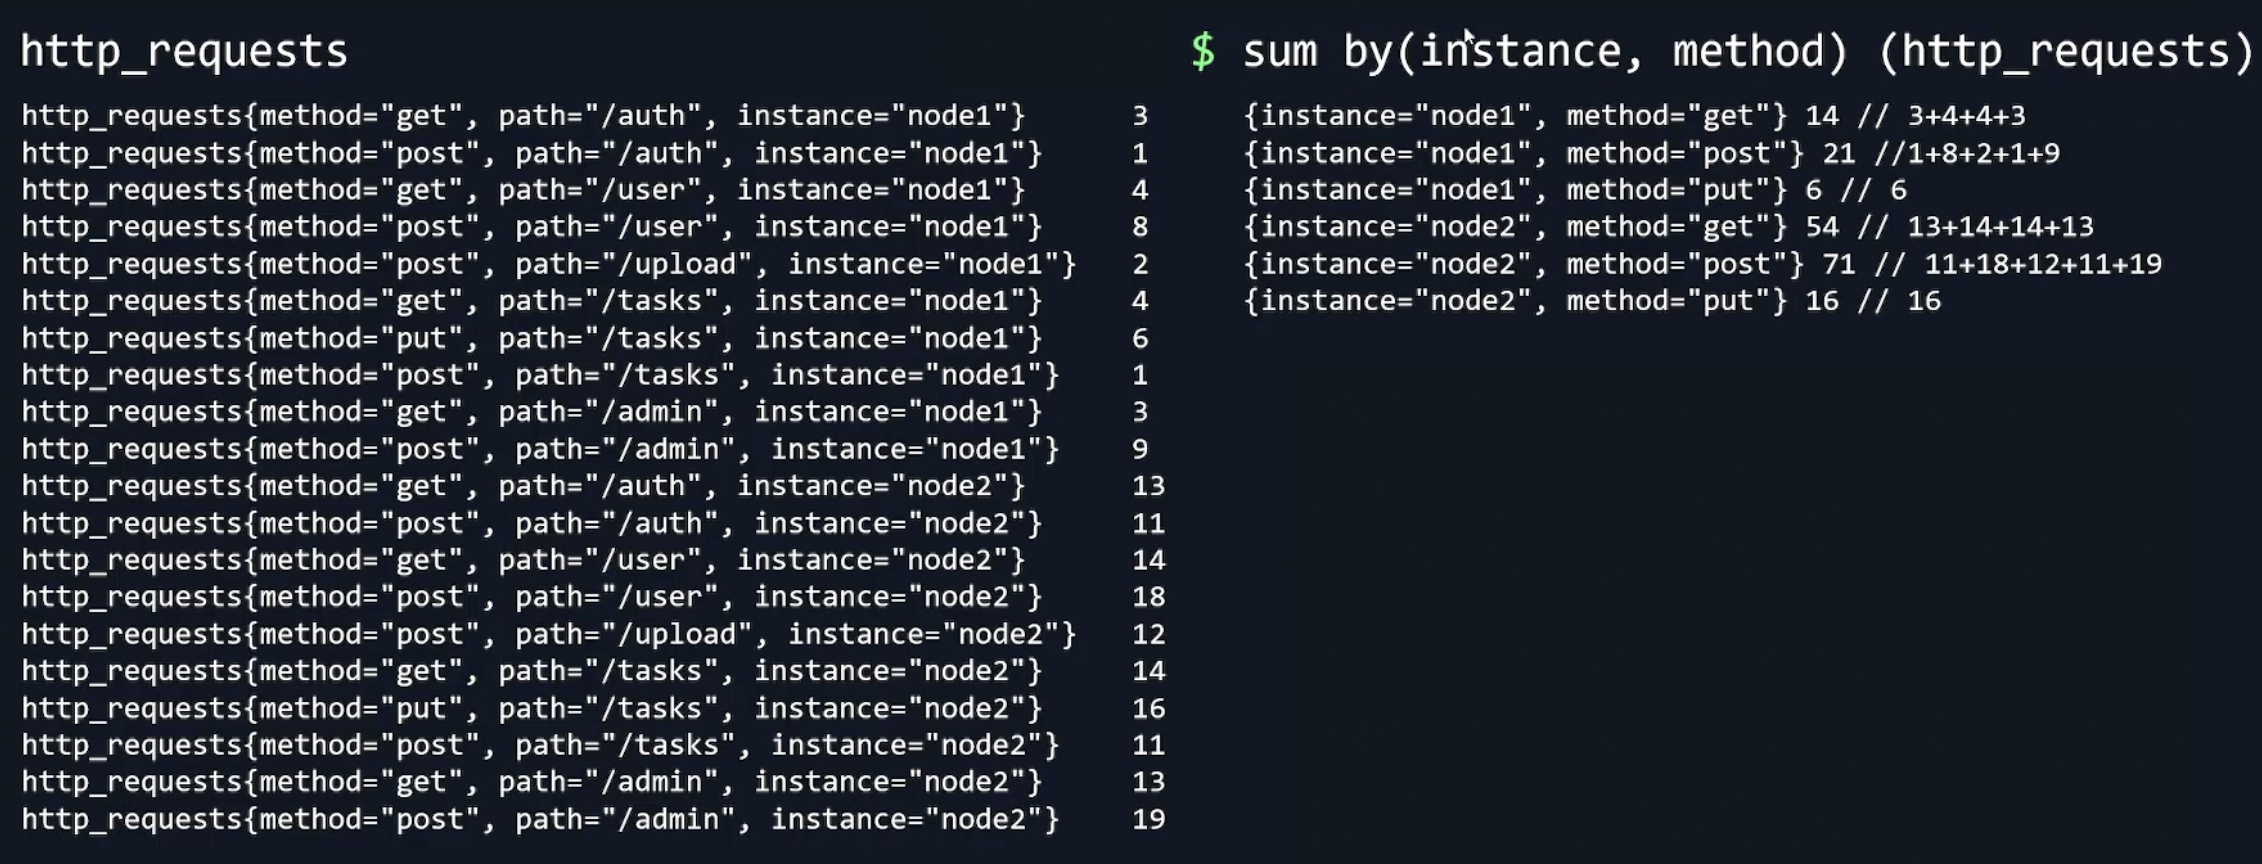 http_requests
http_requests{method="get", path="/auth", instance="node1"} 3
http_requests{method="post", path="/auth", instance="node1"} 1
http_requests{method="get", path="/user", instance="node1"} 4
http_requests{method="post", path="/user", instance="node1"} 8
http_requests{method="post", path="/upload", instance="node1"} 2
http_requests{method="get", path="/tasks", instance="node1"} 4
http_requests{method="put", path="/tasks", instance="node1"} 6
http_requests{method="post", path="/tasks", instance="node1"} 1
http_requests{method="get", path="/admin", instance="node1"} 3
http_requests{method="post", path="/admin", instance="node1"} 9
http_requests{method="get", path="/auth", instance="node2"} 13
http_requests{method="post", path="/auth", instance="node2"} 11
http_requests{method="get", path="/user", instance="node2"} 14
http_requests{method="post", path="/user", instance="node2"} 18
http_requests{method="post", path="/upload", instance="node2"} 12
http_requests{method="get", path="/tasks", instance="node2"} 14
http_requests{method="put", path="/tasks", instance="node2"} 16
http_requests{method="post", path="/tasks", instance="node2"} 11
http_requests{method="get", path="/admin", instance="node2"} 13
http_requests{method="post", path="/admin", instance="node2"} 19
$ sum by(instance, method) (http_requests)
{instance="node1", method="get"} 14 // 3+4+4+3
{instance="node1", method="post"} 21 //1+8+2+1+9
{instance="node1", method="put"} 6 // 6
{instance="node2", method="get"} 54 // 13+14+14+13
{instance="node2", method="post"} 71 // 11+18+12+11+19
{instance="node2", method="put"} 16 // 16